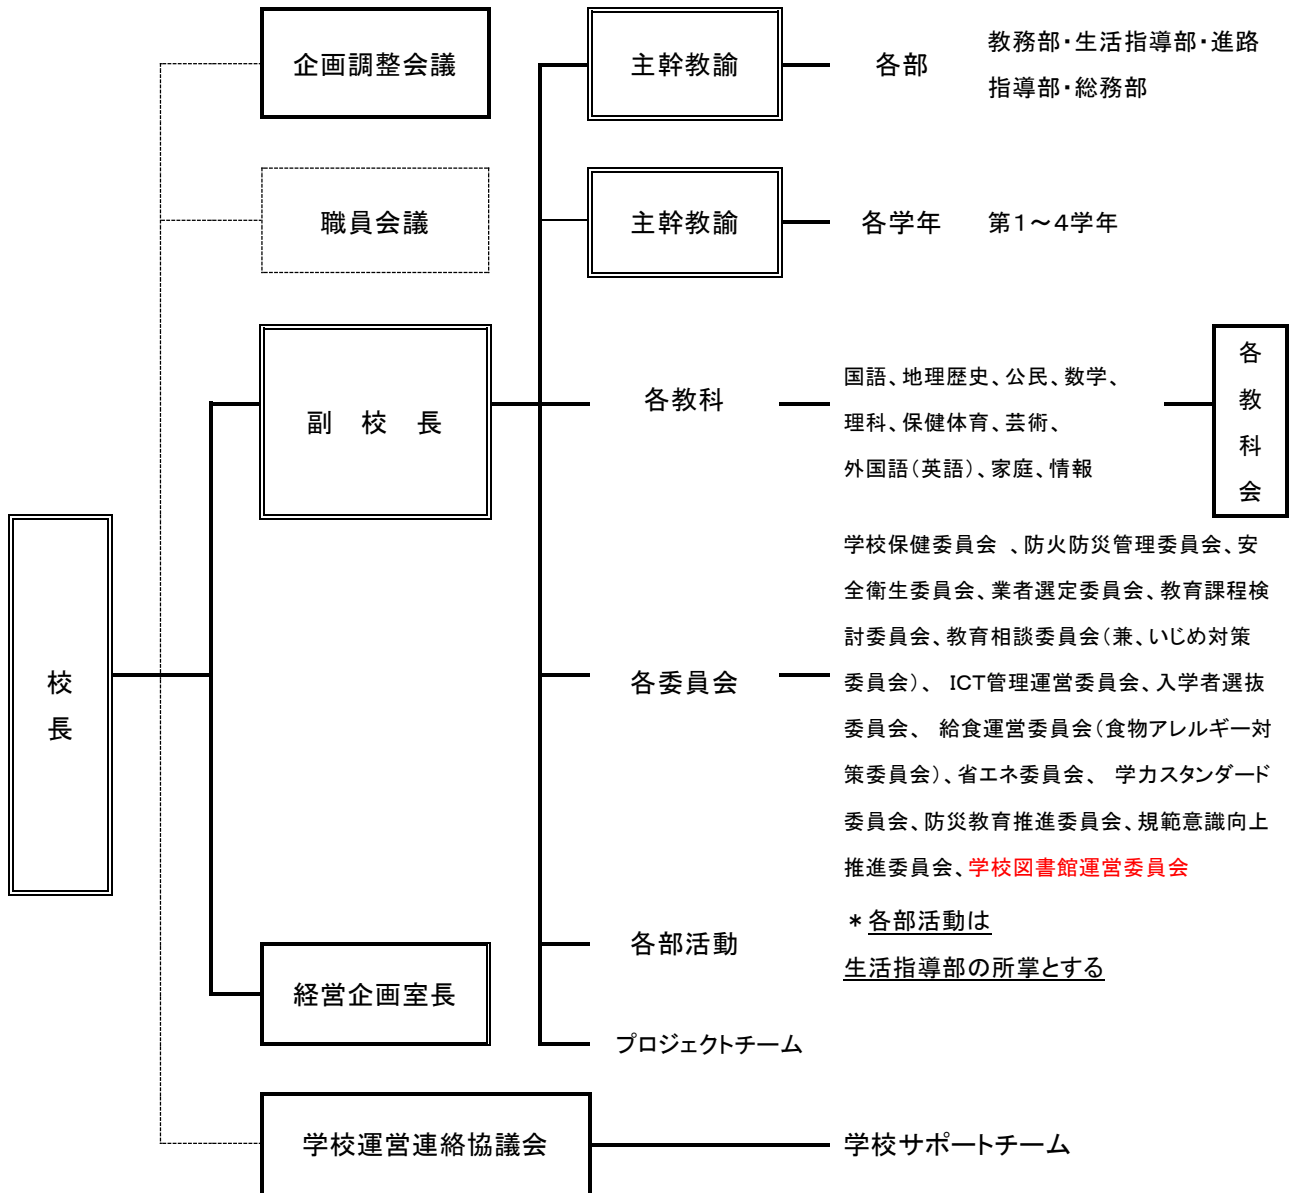 企画調整会議
主幹教諭
各部
教務部・生活指導部・進路
指導部・総務部
職員会議
主幹教諭
各学年
第１～４学年
副　校　長
各教科
国語、地理歴史、公民、数学、
理科、保健体育、芸術、
外国語（英語）、家庭、情報
各
教
科
会
校
長
各委員会
学校保健委員会 、防火防災管理委員会、安
全衛生委員会、業者選定委員会、教育課程検
討委員会、教育相談委員会（兼、いじめ対策
委員会）、 ICT管理運営委員会、入学者選抜
委員会、 給食運営委員会（食物アレルギー対
策委員会）、省エネ委員会、 学力スタンダード
委員会、防災教育推進委員会、規範意識向上
推進委員会、学校図書館運営委員会
各部活動
＊各部活動は
生活指導部の所掌とする
経営企画室長
プロジェクトチーム
学校運営連絡協議会
学校サポートチーム